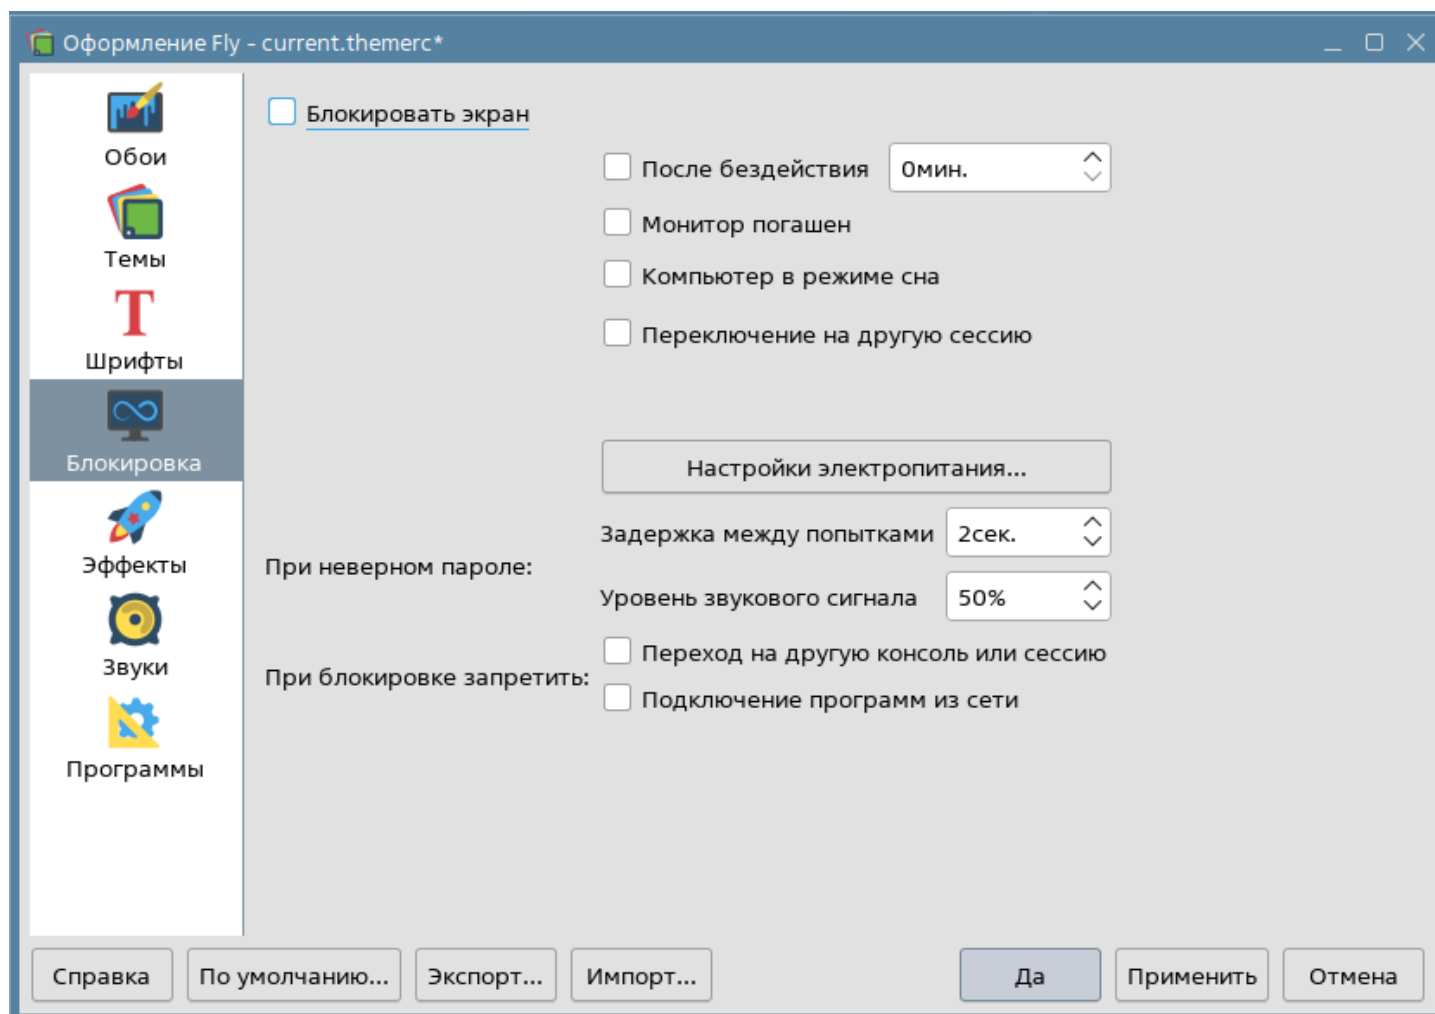 Оформление Fly - current.themerc*
Обои
Темы
Шрифты
Блокировка
Эффекты
Звуки
Программы
Блокировать экран
После бездействия 0мин.
Монитор погашен
Компьютер в режиме сна
Переключение на другую сессию
Настройки электропитания...
При неверном пароле:
Задержка между попытками 2сек.
Уровень звукового сигнала 50%
При блокировке запретить:
Переход на другую консоль или сессию
Подключение программ из сети
Справка По умолчанию... Экспорт... Импорт... Да Применить Отмена